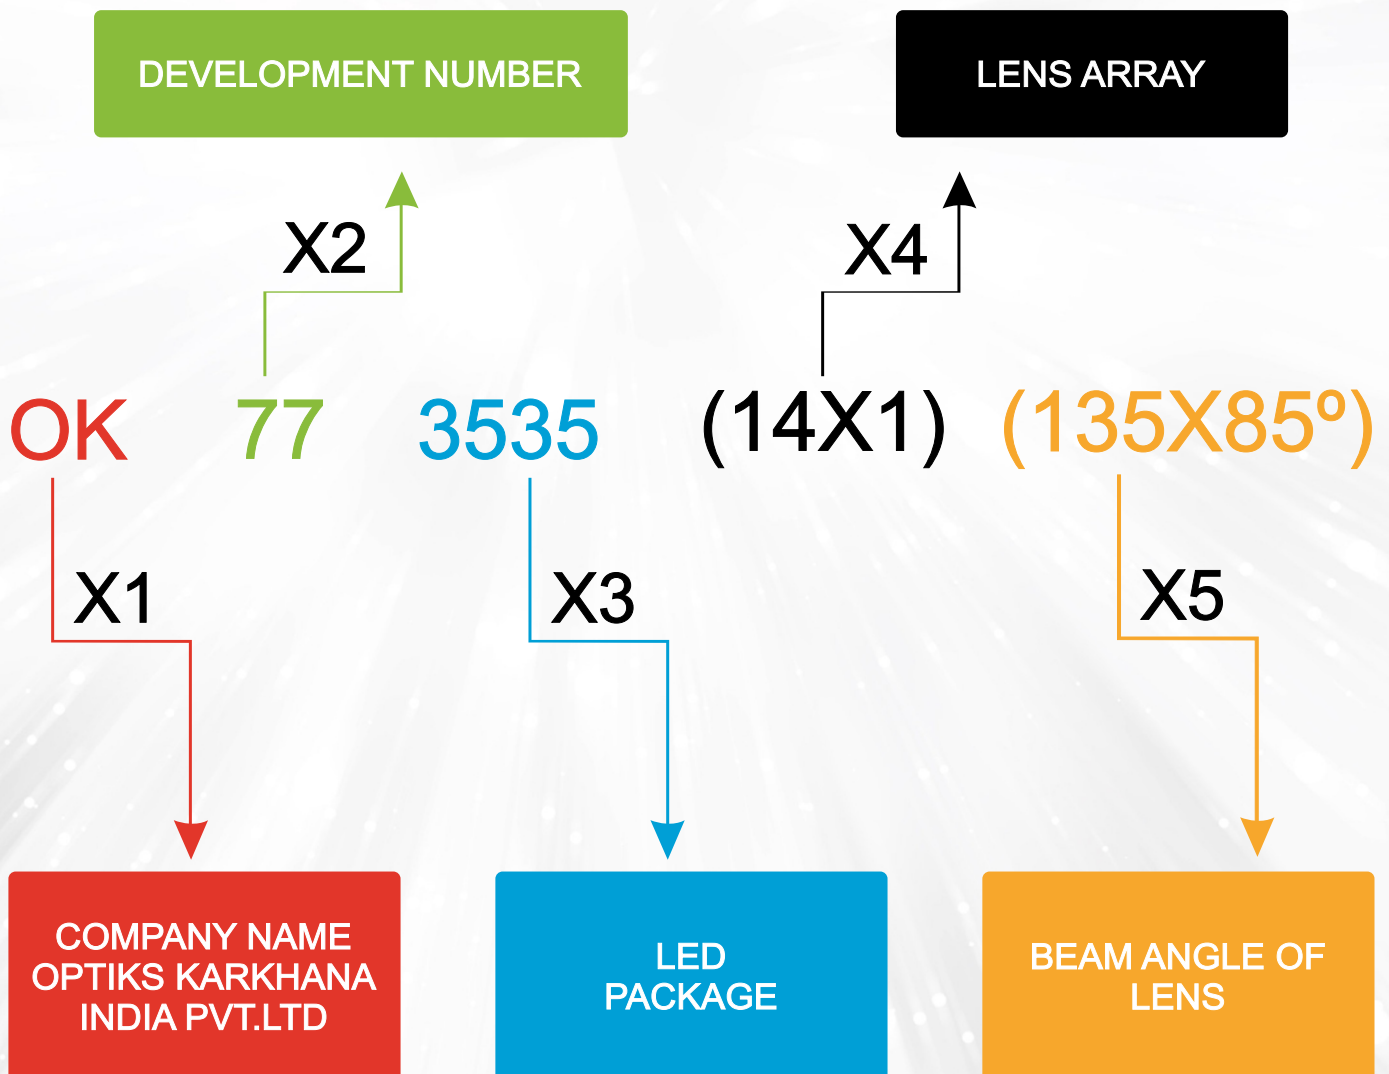 DEVELOPMENT NUMBER
LENS ARRAY
X2
X4
OK 77 3535 (14X1) (135X85º)
X1
X3
X5
COMPANY NAME
OPTIKS KARKHANA
INDIA PVT.LTD
LED
PACKAGE
BEAM ANGLE OF
LENS